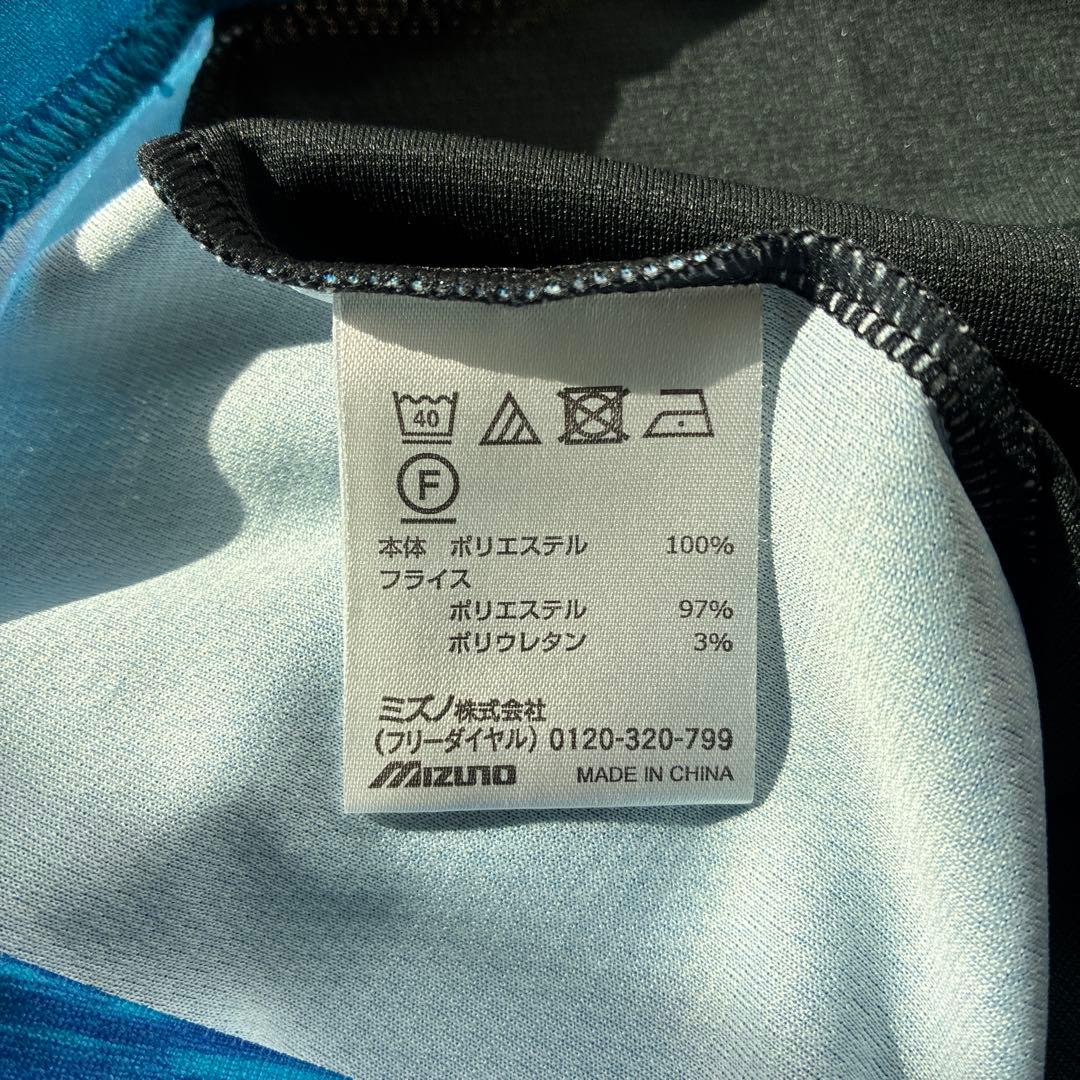 40
F
本体 ポリエステル 100%
フライス
ポリエステル 97%
ポリウレタン 3%
ミズノ株式会社
(フリーダイヤル) 0120-320-799
MIZUNO MADE IN CHINA